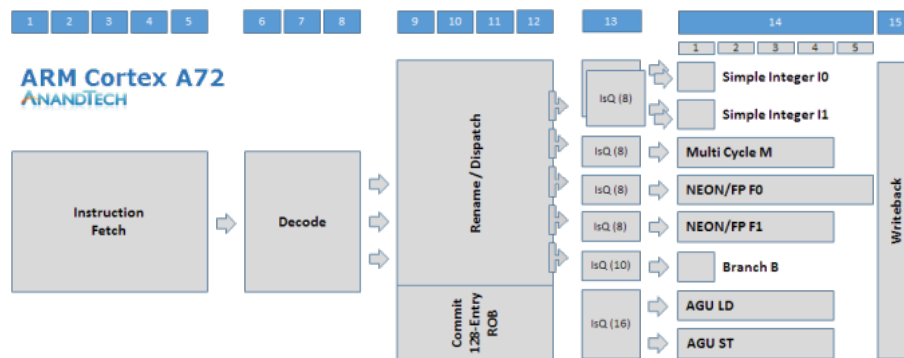 1 2 3 4 5 6 7 8 9 10 11 12 13 14 15
1 2 3 4 5
ARM Cortex A72
ANANDTECH
Instruction
Fetch
Decode
Rename / Dispatch
Commit
128-Entry
ROB
IsQ (8)
IsQ (8)
IsQ (8)
IsQ (8)
IsQ (10)
IsQ (16)
Simple Integer I0
Simple Integer I1
Multi Cycle M
NEON/FP F0
NEON/FP F1
Branch B
AGU LD
AGU ST
Writeback